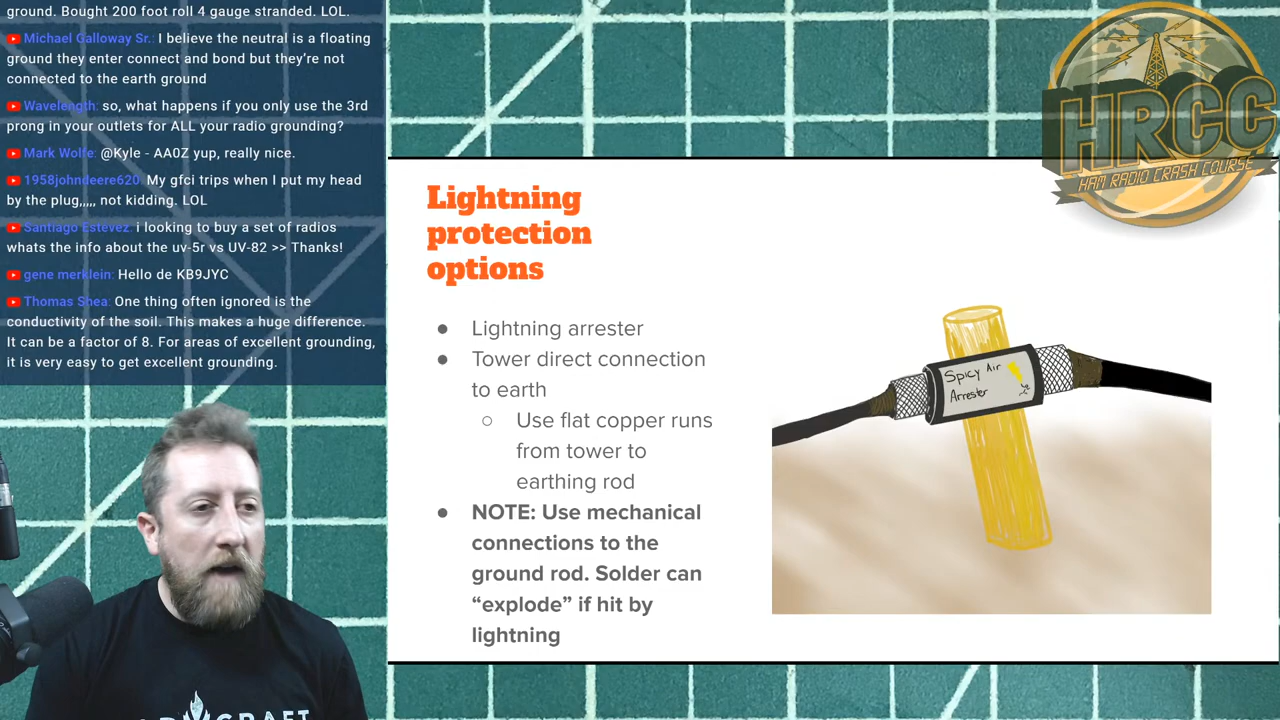 ground. Bought 200 foot roll 4 gauge stranded. LOL.
Michael Galloway Sr.: I believe the neutral is a floating
ground they enter connect and bond but they're not
connected to the earth ground
Wavelength: so, what happens if you only use the 3rd
prong in your outlets for ALL your radio grounding?
Mark Wolfe: @Kyle - AA0Z yup, really nice.
1958johndeere620: My gfci trips when I put my head
by the plug,,,,, not kidding. LOL
Santiago Estevez: i looking to buy a set of radios
whats the info about the uv-5r vs UV-82 >> Thanks!
gene merklein: Hello de KB9JYC
Thomas Shea: One thing often ignored is the
conductivity of the soil. This makes a huge difference.
It can be a factor of 8. For areas of excellent grounding,
it is very easy to get excellent grounding.
HRCC
HAM RADIO CRASH COURSE
Lightning
protection
options
● Lightning arrester
● Tower direct connection
to earth
○ Use flat copper runs
from tower to
earthing rod
● NOTE: Use mechanical
connections to the
ground rod. Solder can
“explode” if hit by
lightning
Spicy Air
Arrester
CRAFT